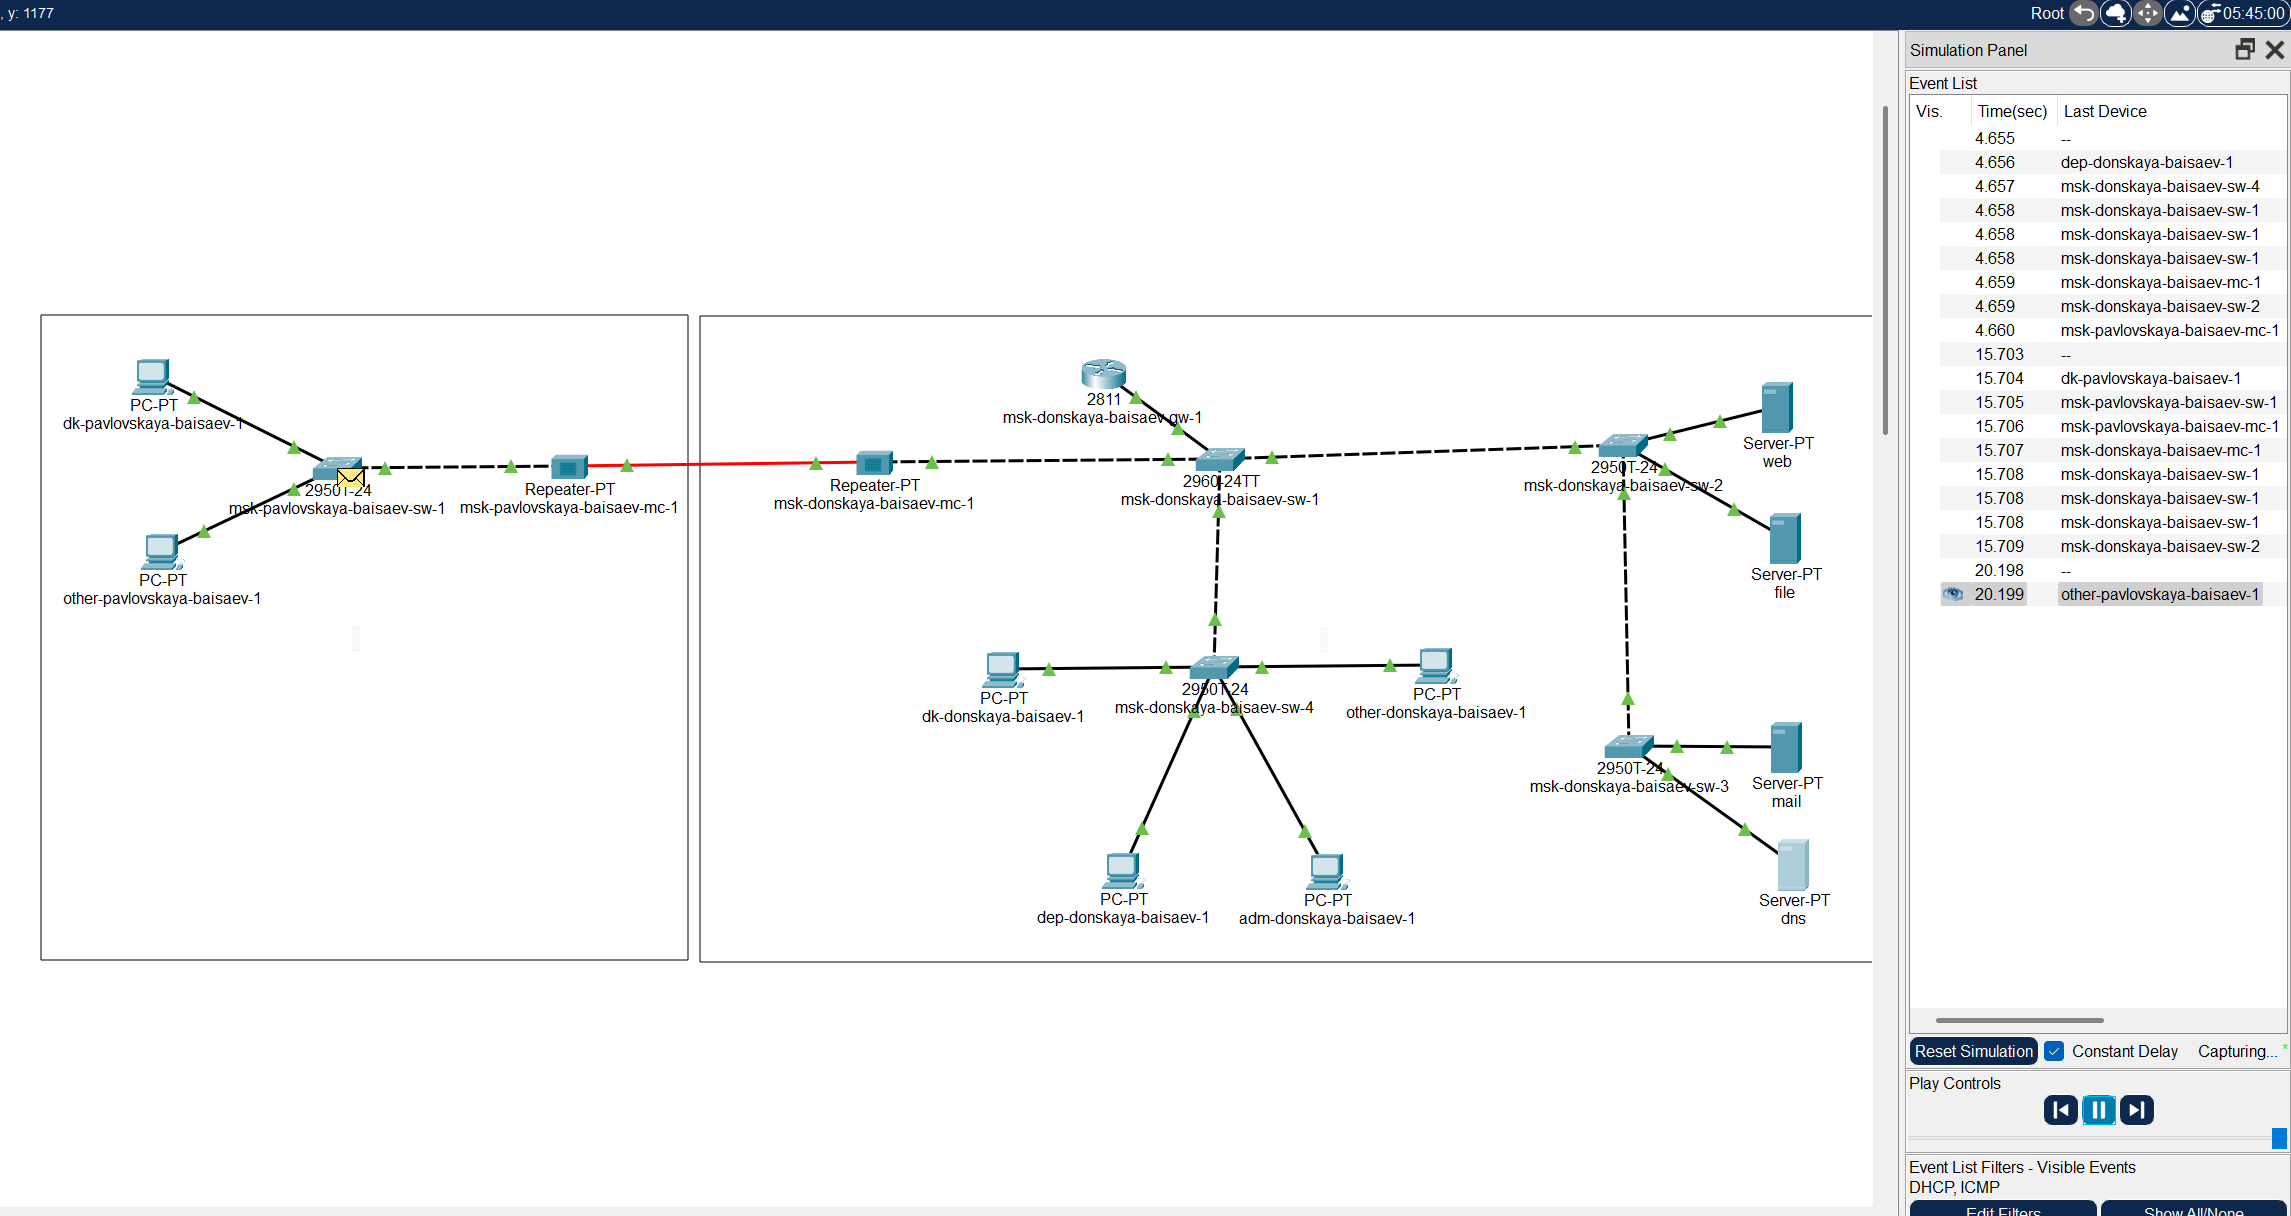 , y: 1177
Root
05:45:00
Simulation Panel
Event List
Vis. Time(sec) Last Device
4.655 --
4.656 dep-donskaya-baisaev-1
4.657 msk-donskaya-baisaev-sw-4
4.658 msk-donskaya-baisaev-sw-1
4.658 msk-donskaya-baisaev-sw-1
4.658 msk-donskaya-baisaev-sw-1
4.659 msk-donskaya-baisaev-mc-1
4.659 msk-donskaya-baisaev-sw-2
4.660 msk-pavlovskaya-baisaev-mc-1
15.703 --
15.704 dk-pavlovskaya-baisaev-1
15.705 msk-pavlovskaya-baisaev-sw-1
15.706 msk-pavlovskaya-baisaev-mc-1
15.707 msk-donskaya-baisaev-mc-1
15.708 msk-donskaya-baisaev-sw-1
15.708 msk-donskaya-baisaev-sw-1
15.708 msk-donskaya-baisaev-sw-1
15.709 msk-donskaya-baisaev-sw-2
20.198 --
20.199 other-pavlovskaya-baisaev-1
Reset Simulation
Constant Delay
Capturing... *
Play Controls
Event List Filters - Visible Events
DHCP, ICMP
Edit Filters
Show All/None
PC-PT
dk-pavlovskaya-baisaev-1
2950T-24
msk-pavlovskaya-baisaev-sw-1
PC-PT
other-pavlovskaya-baisaev-1
Repeater-PT
msk-pavlovskaya-baisaev-mc-1
Repeater-PT
msk-donskaya-baisaev-mc-1
2811
msk-donskaya-baisaev-gw-1
2960-24TT
msk-donskaya-baisaev-sw-1
2950T-24
msk-donskaya-baisaev-sw-2
Server-PT
web
Server-PT
file
PC-PT
dk-donskaya-baisaev-1
2950T-24
msk-donskaya-baisaev-sw-4
PC-PT
other-donskaya-baisaev-1
2950T-24
msk-donskaya-baisaev-sw-3
Server-PT
mail
PC-PT
dep-donskaya-baisaev-1
PC-PT
adm-donskaya-baisaev-1
Server-PT
dns